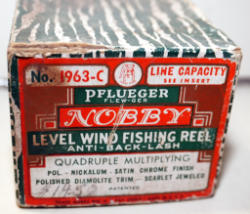 No. 1963-C
LINE CAPACITY
SEE INSERT
PFLUEGER
FLEW-GER
NOBBY
LEVEL WIND FISHING REEL
ANTI-BACK-LASH
QUADRUPLE MULTIPLYING
POL. - NICKALUM - SATIN CHROME FINISH
POLISHED DIAMOLITE TRIM - SCARLET JEWELED
PATENTED